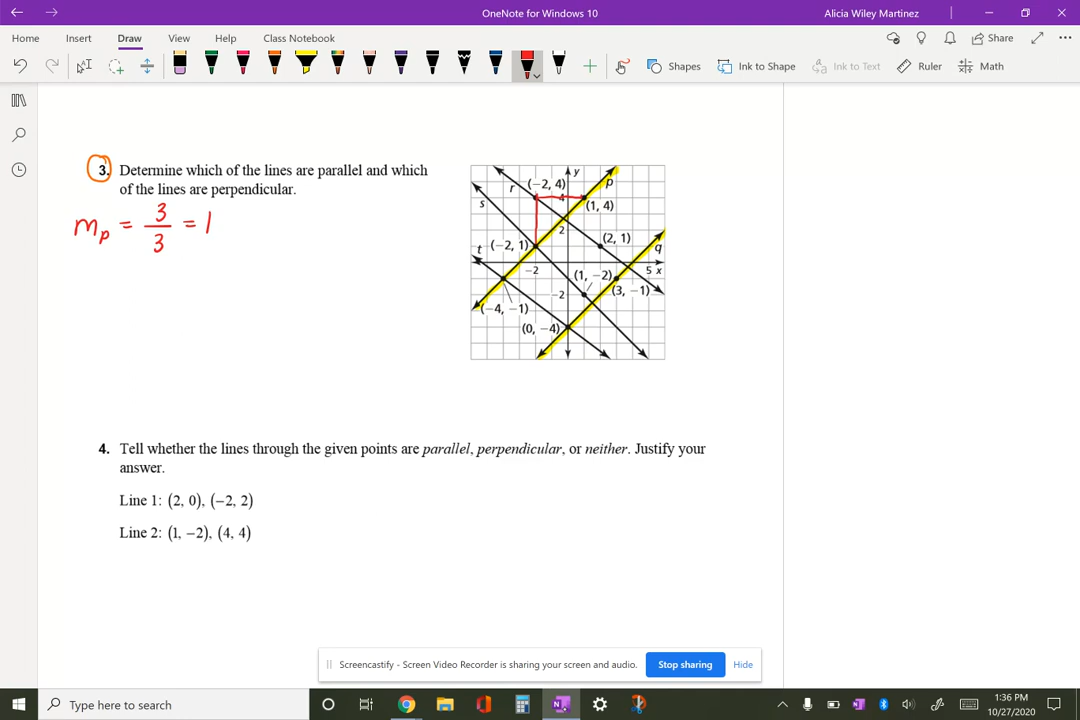 OneNote for Windows 10
Alicia Wiley Martinez
Home Insert Draw View Help Class Notebook
Share
Shapes Ink to Shape Ink to Text Ruler Math
3. Determine which of the lines are parallel and which
of the lines are perpendicular.
mp = 3/3 = 1
y
r (−2, 4) p
4 (1, 4)
s
2
t (−2, 1) (2, 1)
q
−2 5 x
(1, −2)
−2 (3, −1)
(−4, −1)
(0, −4)
4. Tell whether the lines through the given points are parallel, perpendicular, or neither. Justify your
answer.
Line 1: (2, 0), (−2, 2)
Line 2: (1, −2), (4, 4)
Screencastify - Screen Video Recorder is sharing your screen and audio. Stop sharing Hide
Type here to search
1:36 PM
10/27/2020